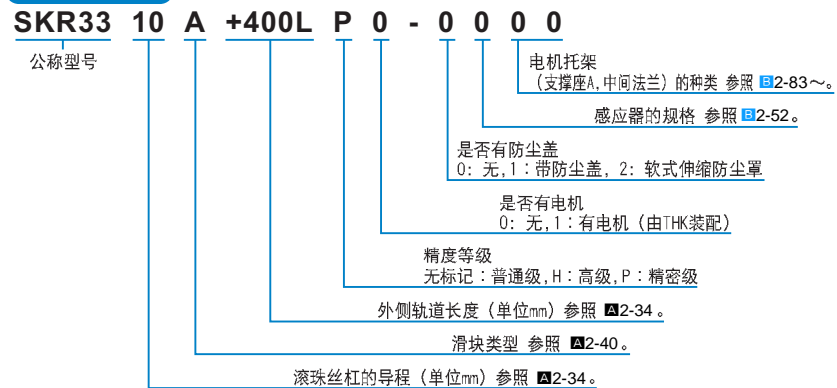 SKR33 10 A +400L P 0 - 0 0 0 0
公称型号
电机托架
（支撑座A,中间法兰）的种类 参照 B2-83～。
感应器的规格 参照 B2-52。
是否有防尘盖
0: 无,1：带防尘盖, 2: 软式伸缩防尘罩
是否有电机
0: 无,1：有电机（由THK装配）
精度等级
无标记：普通级,H：高级,P：精密级
外侧轨道长度（单位mm）参照 A2-34。
滑块类型 参照 A2-40。
滚珠丝杠的导程（单位mm）参照 A2-34。